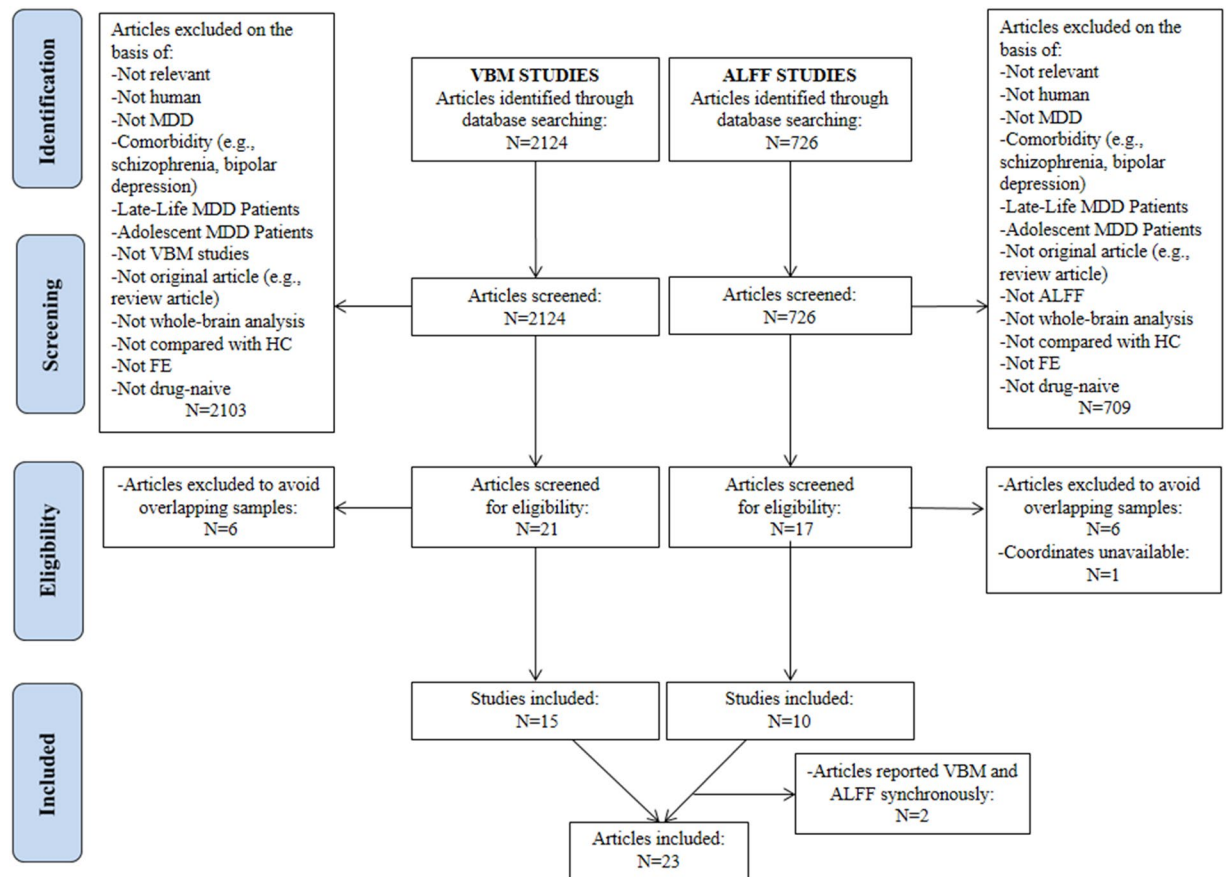 Identification
Articles excluded on the
basis of:
-Not relevant
-Not human
-Not MDD
-Comorbidity (e.g.,
schizophrenia, bipolar
depression)
-Late-Life MDD Patients
-Adolescent MDD Patients
-Not VBM studies
-Not original article (e.g.,
review article)
-Not whole-brain analysis
-Not compared with HC
-Not FE
-Not drug-naive
N=2103
VBM STUDIES
Articles identified through
database searching:
N=2124
ALFF STUDIES
Articles identified through
database searching:
N=726
Articles excluded on the
basis of:
-Not relevant
-Not human
-Not MDD
-Comorbidity (e.g.,
schizophrenia, bipolar
depression)
-Late-Life MDD Patients
-Adolescent MDD Patients
-Not original article (e.g.,
review article)
-Not ALFF
-Not whole-brain analysis
-Not compared with HC
-Not FE
-Not drug-naive
N=709
Screening
Articles screened:
N=2124
Articles screened:
N=726
Eligibility
-Articles excluded to avoid
overlapping samples:
N=6
Articles screened
for eligibility:
N=21
Articles screened
for eligibility:
N=17
-Articles excluded to avoid
overlapping samples:
N=6
-Coordinates unavailable:
N=1
Included
Studies included:
N=15
Studies included:
N=10
-Articles reported VBM and
ALFF synchronously:
N=2
Articles included:
N=23